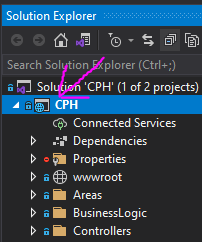 Solution Explorer
Search Solution Explorer (Ctrl+;)
Solution 'CPH' (1 of 2 projects)
CPH
Connected Services
Dependencies
Properties
wwwroot
Areas
BusinessLogic
Controllers